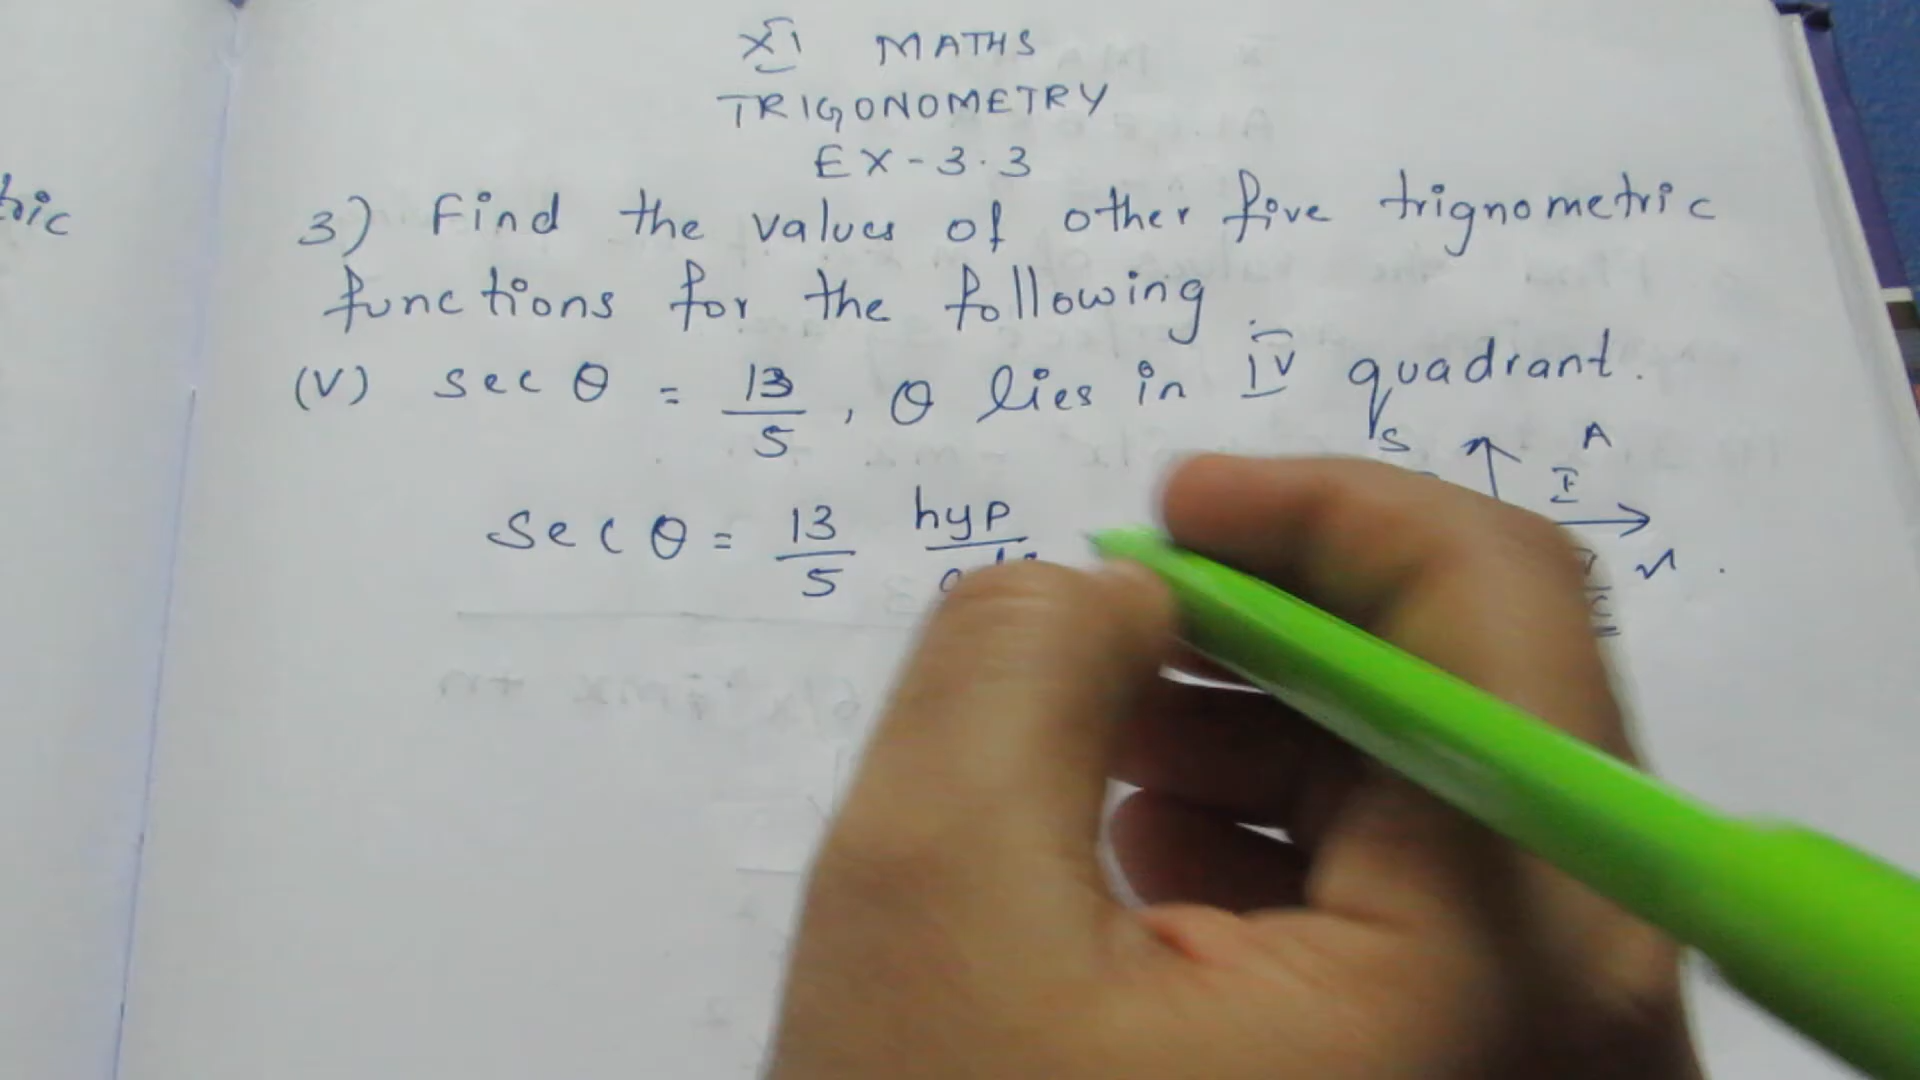 XI MATHS
TRIGONOMETRY
EX-3.3
tric
3) Find the values of other five trignometric
functions for the following
(V) sec θ = 13/5, θ lies in IV quadrant.
S A
I
sec θ = 13/5 hyp